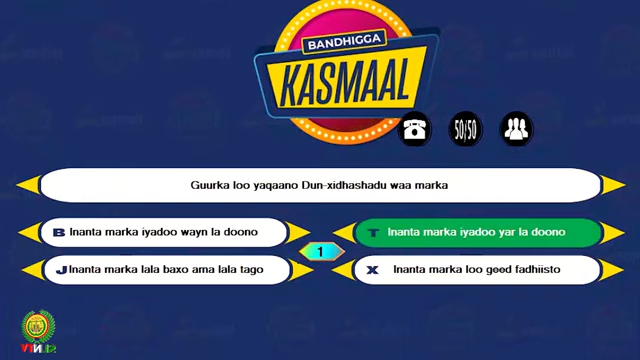 BANDHIGGA
KASMAAL
50/50
Guurka loo yaqaano Dun-xidhashadu waa marka
B Inanta marka iyadoo wayn la doono
T Inanta marka iyadoo yar la doono
1
J Inanta marka lala baxo ama lala tago
X Inanta marka loo geed fadhiisto